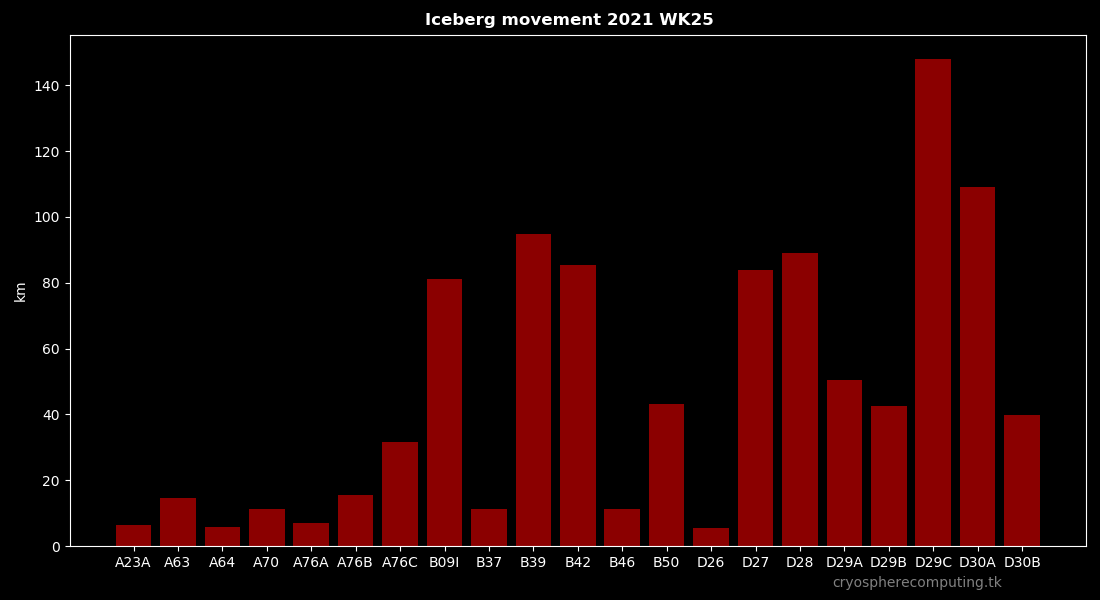 Iceberg movement 2021 WK25
km
140
120
100
80
60
40
20
0
A23A A63 A64 A70 A76A A76B A76C B09I B37 B39 B42 B46 B50 D26 D27 D28 D29A D29B D29C D30A D30B
cryospherecomputing.tk